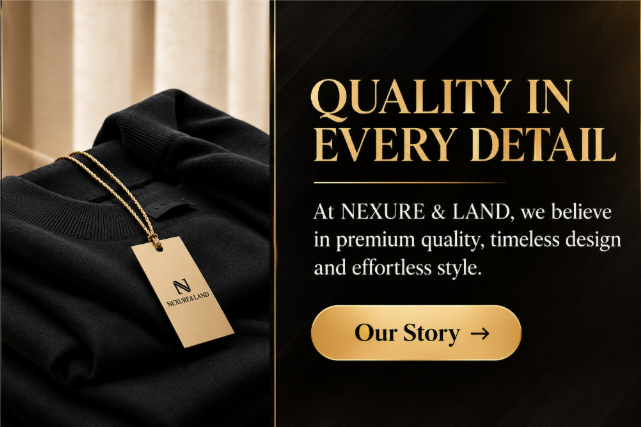 N
NEXURE&LAND
QUALITY IN
EVERY DETAIL
At NEXURE & LAND, we believe
in premium quality, timeless design
and effortless style.
Our Story →